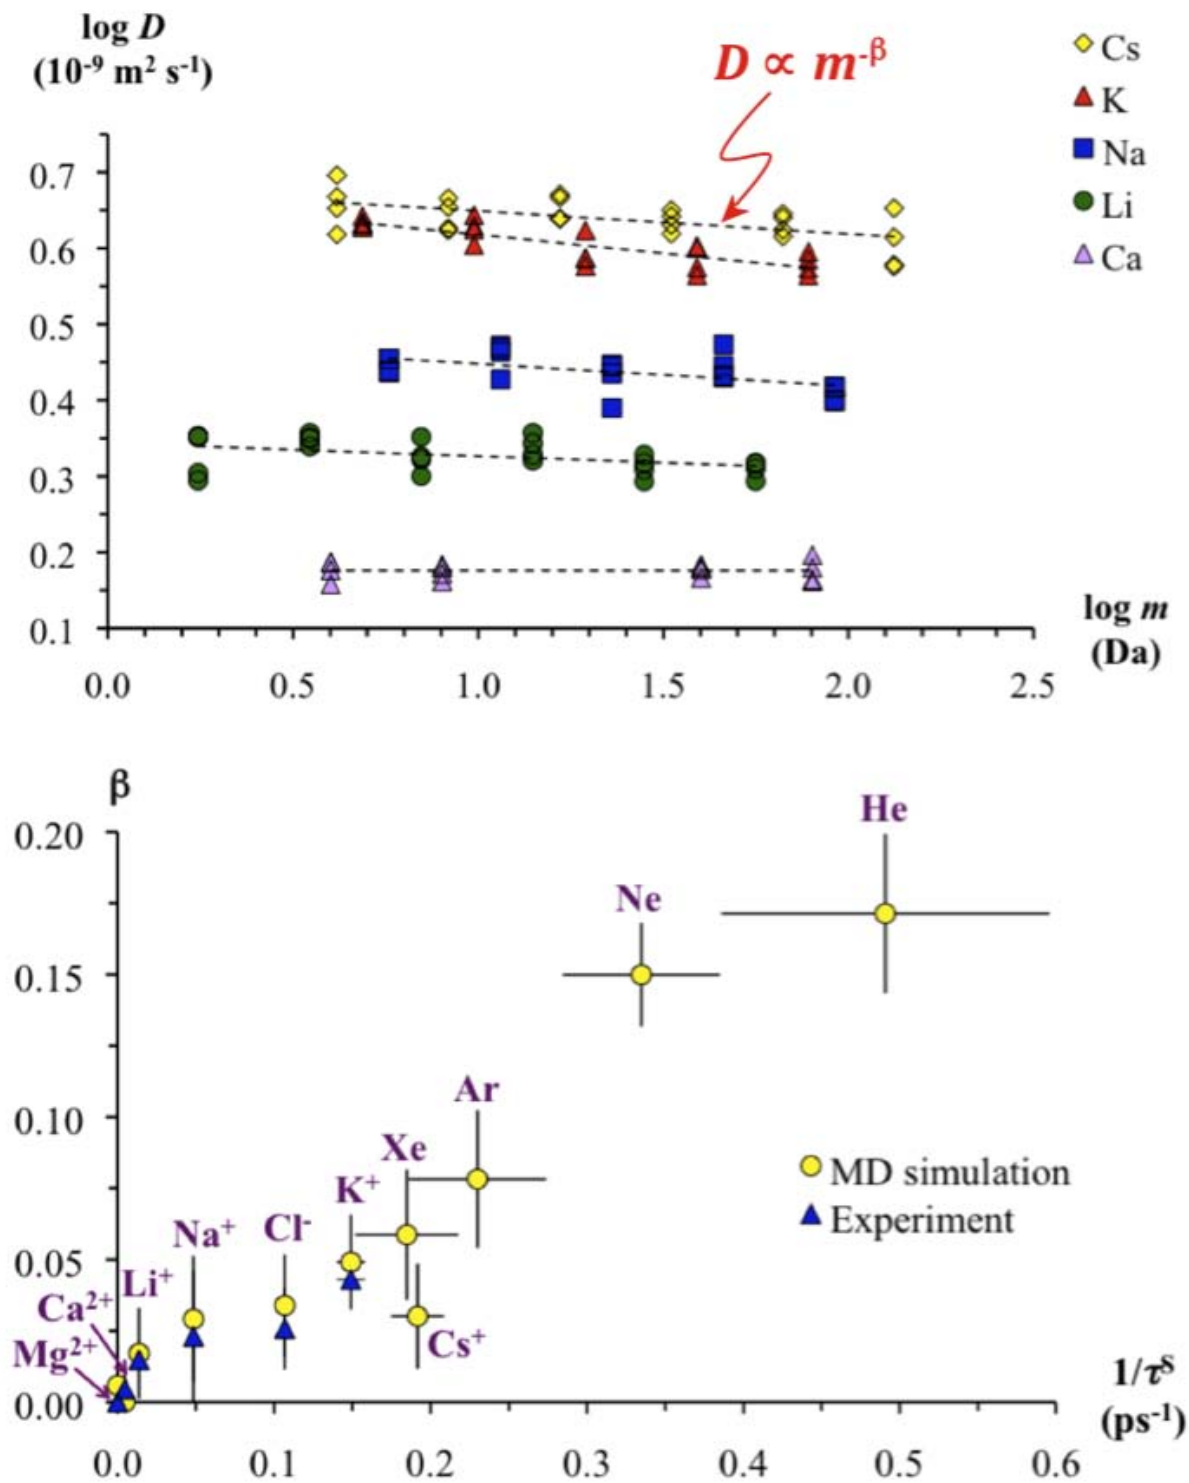 log D
(10⁻⁹ m² s⁻¹)
D ∝ m⁻ᵝ
Cs
K
Na
Li
Ca
0.7
0.6
0.5
0.4
0.3
0.2
0.1
0.0 0.5 1.0 1.5 2.0 2.5
log m
(Da)
β
0.20
0.15
0.10
0.05
0.00
He
Ne
Ar
Xe
K⁺
Cl⁻
Na⁺
Li⁺
Ca²⁺
Mg²⁺
Cs⁺
MD simulation
Experiment
1/τˢ
(ps⁻¹)
0.0 0.1 0.2 0.3 0.4 0.5 0.6